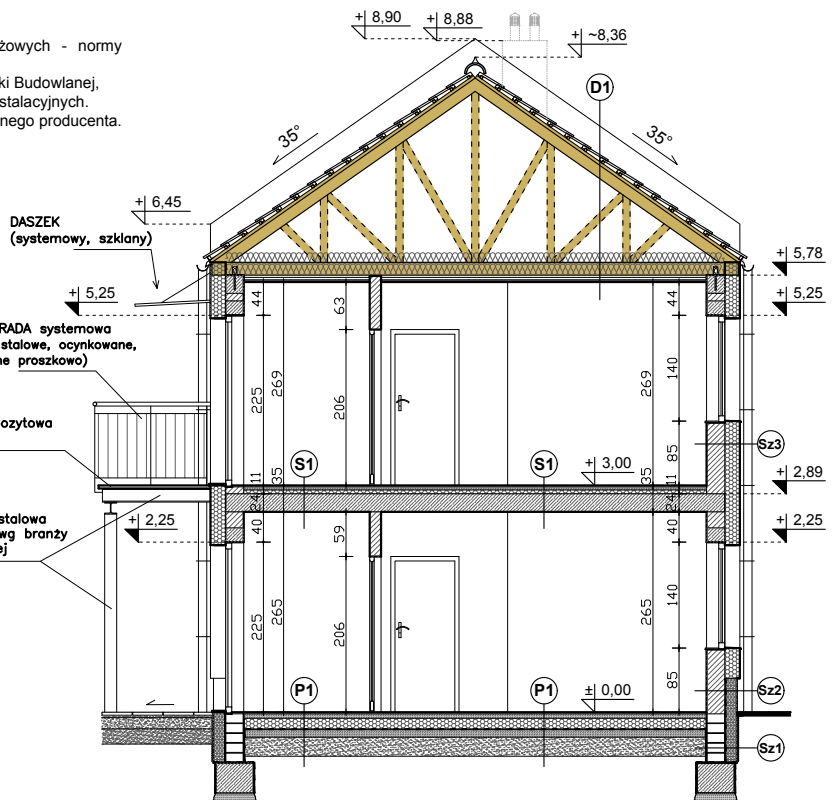 żowych - normy
ki Budowlanej,
stalacyjnych.
nego producenta.
+ 8,90
+ 8,88
+ ~8,36
D1
35°
35°
+ 6,45
DASZEK
(systemowy, szklany)
+ 5,78
+ 5,25
+ 5,25
44
63
44
RADA systemowa
stalowe, ocynkowane,
ne proszkowo)
225
269
206
269
140
ozytowa
Sz3
85
S1
S1
+ 3,00
11
35
35
11
+ 2,89
24
24
stalowa
wg branży
ej
+ 2,25
40
59
40
+ 2,25
225
265
206
265
140
P1
P1
± 0,00
85
Sz2
Sz1